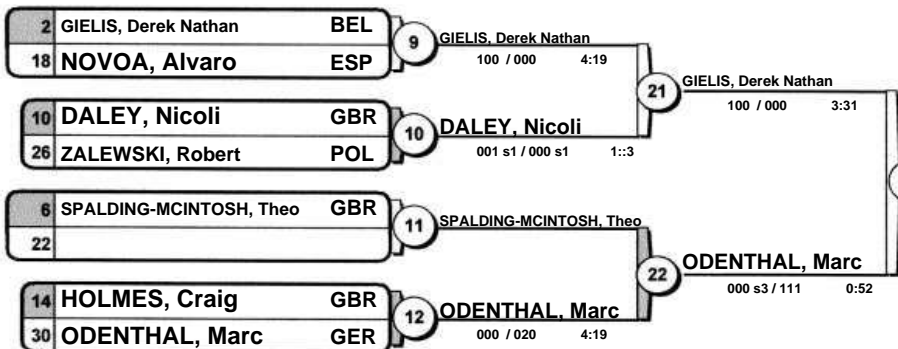 2 GIELIS, Derek Nathan BEL
18 NOVOA, Alvaro ESP
9
GIELIS, Derek Nathan
100 / 000 4:19
10 DALEY, Nicoli GBR
26 ZALEWSKI, Robert POL
10
DALEY, Nicoli
001 s1 / 000 s1 1::3
21
GIELIS, Derek Nathan
100 / 000 3:31
6 SPALDING-MCINTOSH, Theo GBR
22
11
SPALDING-MCINTOSH, Theo
14 HOLMES, Craig GBR
30 ODENTHAL, Marc GER
12
ODENTHAL, Marc
000 / 020 4:19
22
ODENTHAL, Marc
000 s3 / 111 0:52